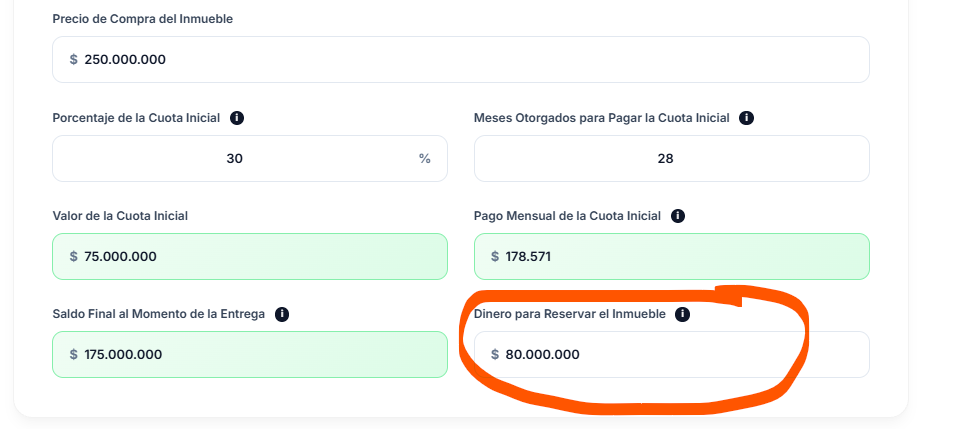 Precio de Compra del Inmueble
$ 250.000.000
Porcentaje de la Cuota Inicial i
Meses Otorgados para Pagar la Cuota Inicial i
30 %
28
Valor de la Cuota Inicial
Pago Mensual de la Cuota Inicial i
$ 75.000.000
$ 178.571
Saldo Final al Momento de la Entrega i
Dinero para Reservar el Inmueble i
$ 175.000.000
$ 80.000.000